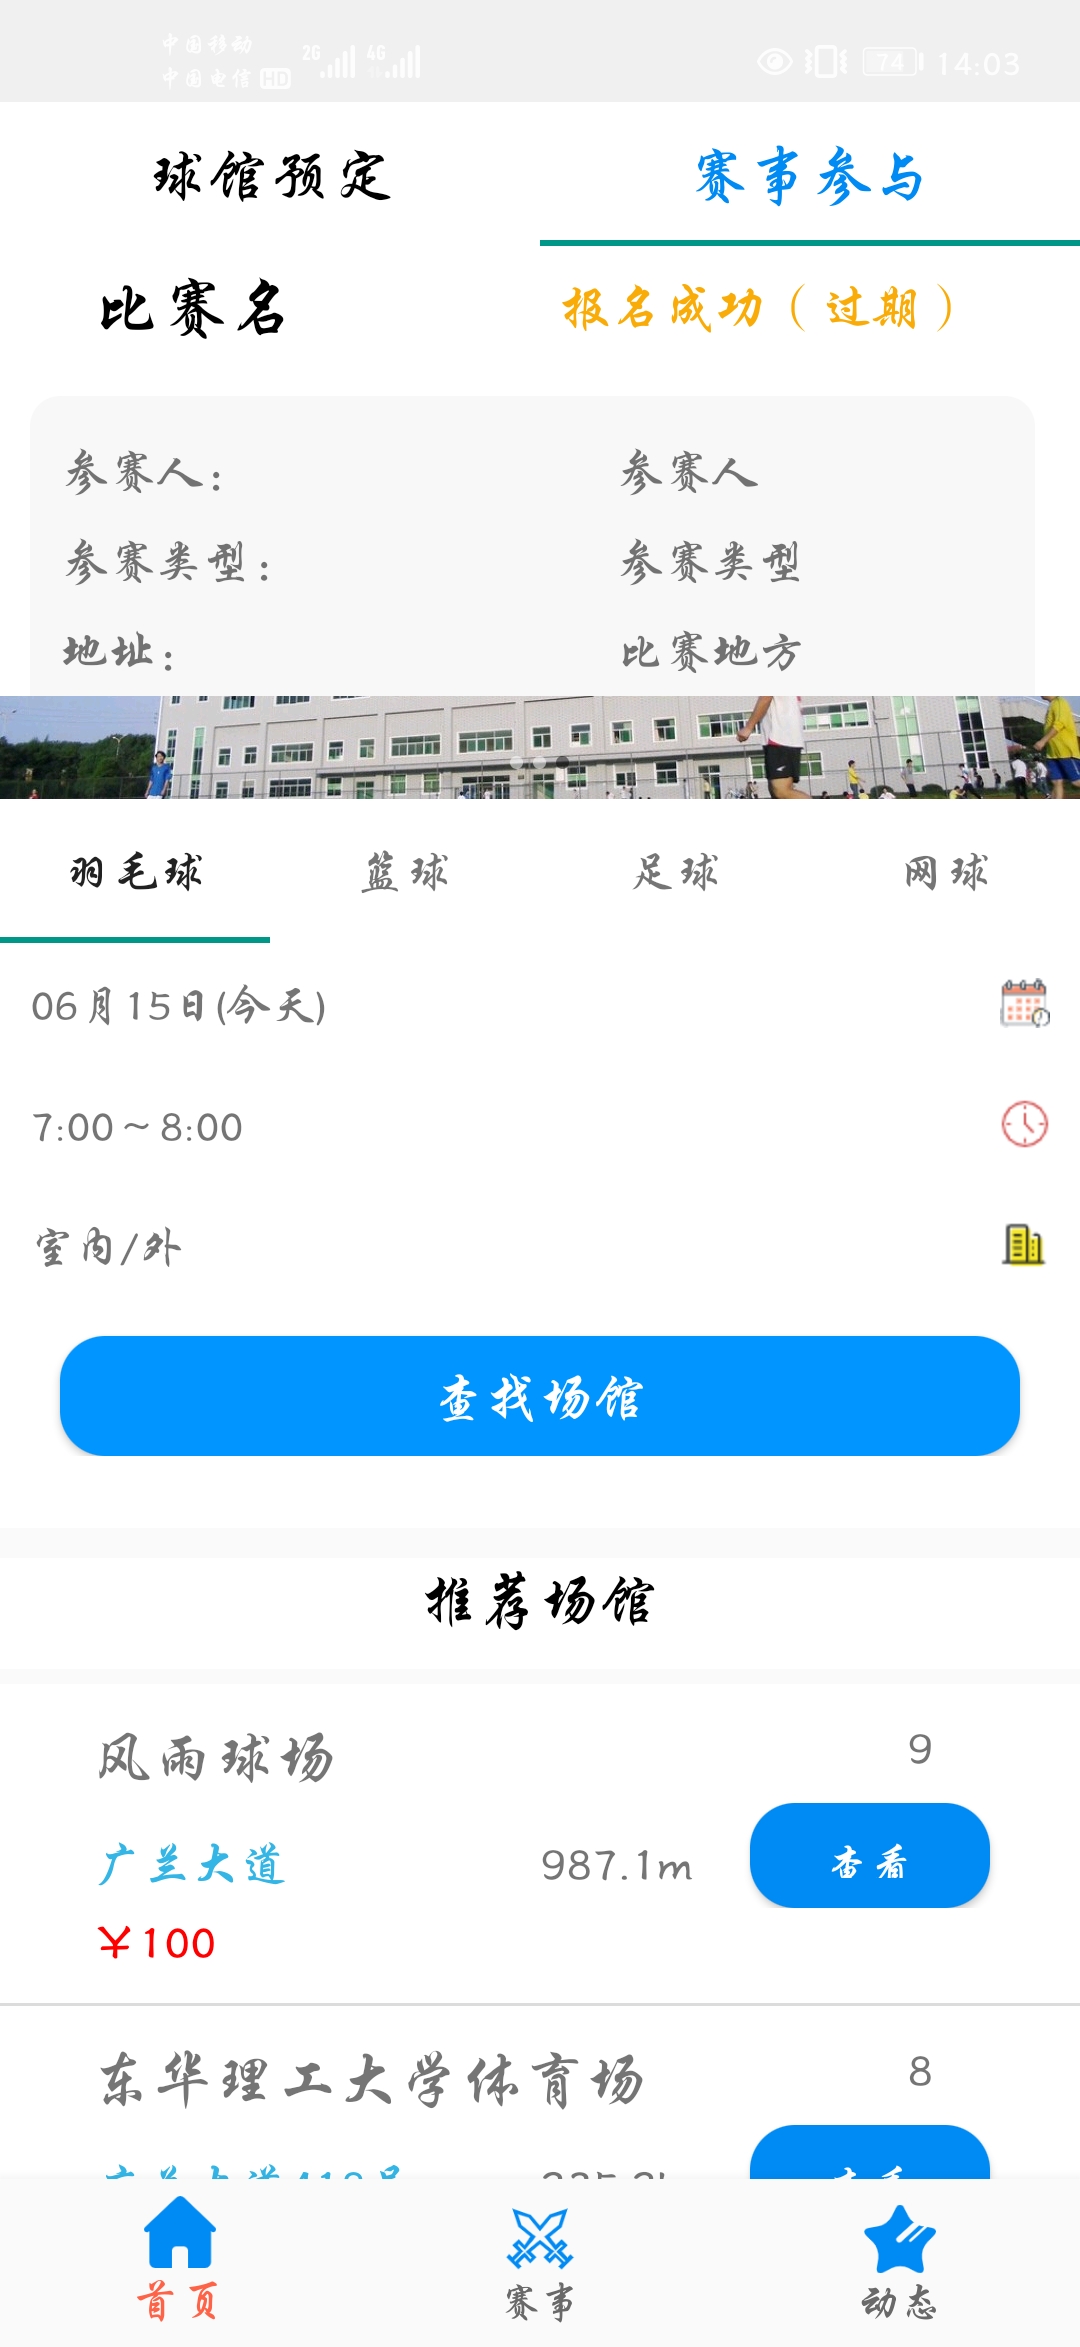 中国移动 2G 4G
中国电信 HD 74 14:03
球馆预定 赛事参与
比赛名 报名成功（过期）
参赛人： 参赛人
参赛类型： 参赛类型
地址： 比赛地方
羽毛球 篮球 足球 网球
06月15日(今天)
7:00～8:00
室内/外
查找场馆
推荐场馆
风雨球场 9
广兰大道 987.1m 查看
￥100
东华理工大学体育场 8
首页 赛事 动态